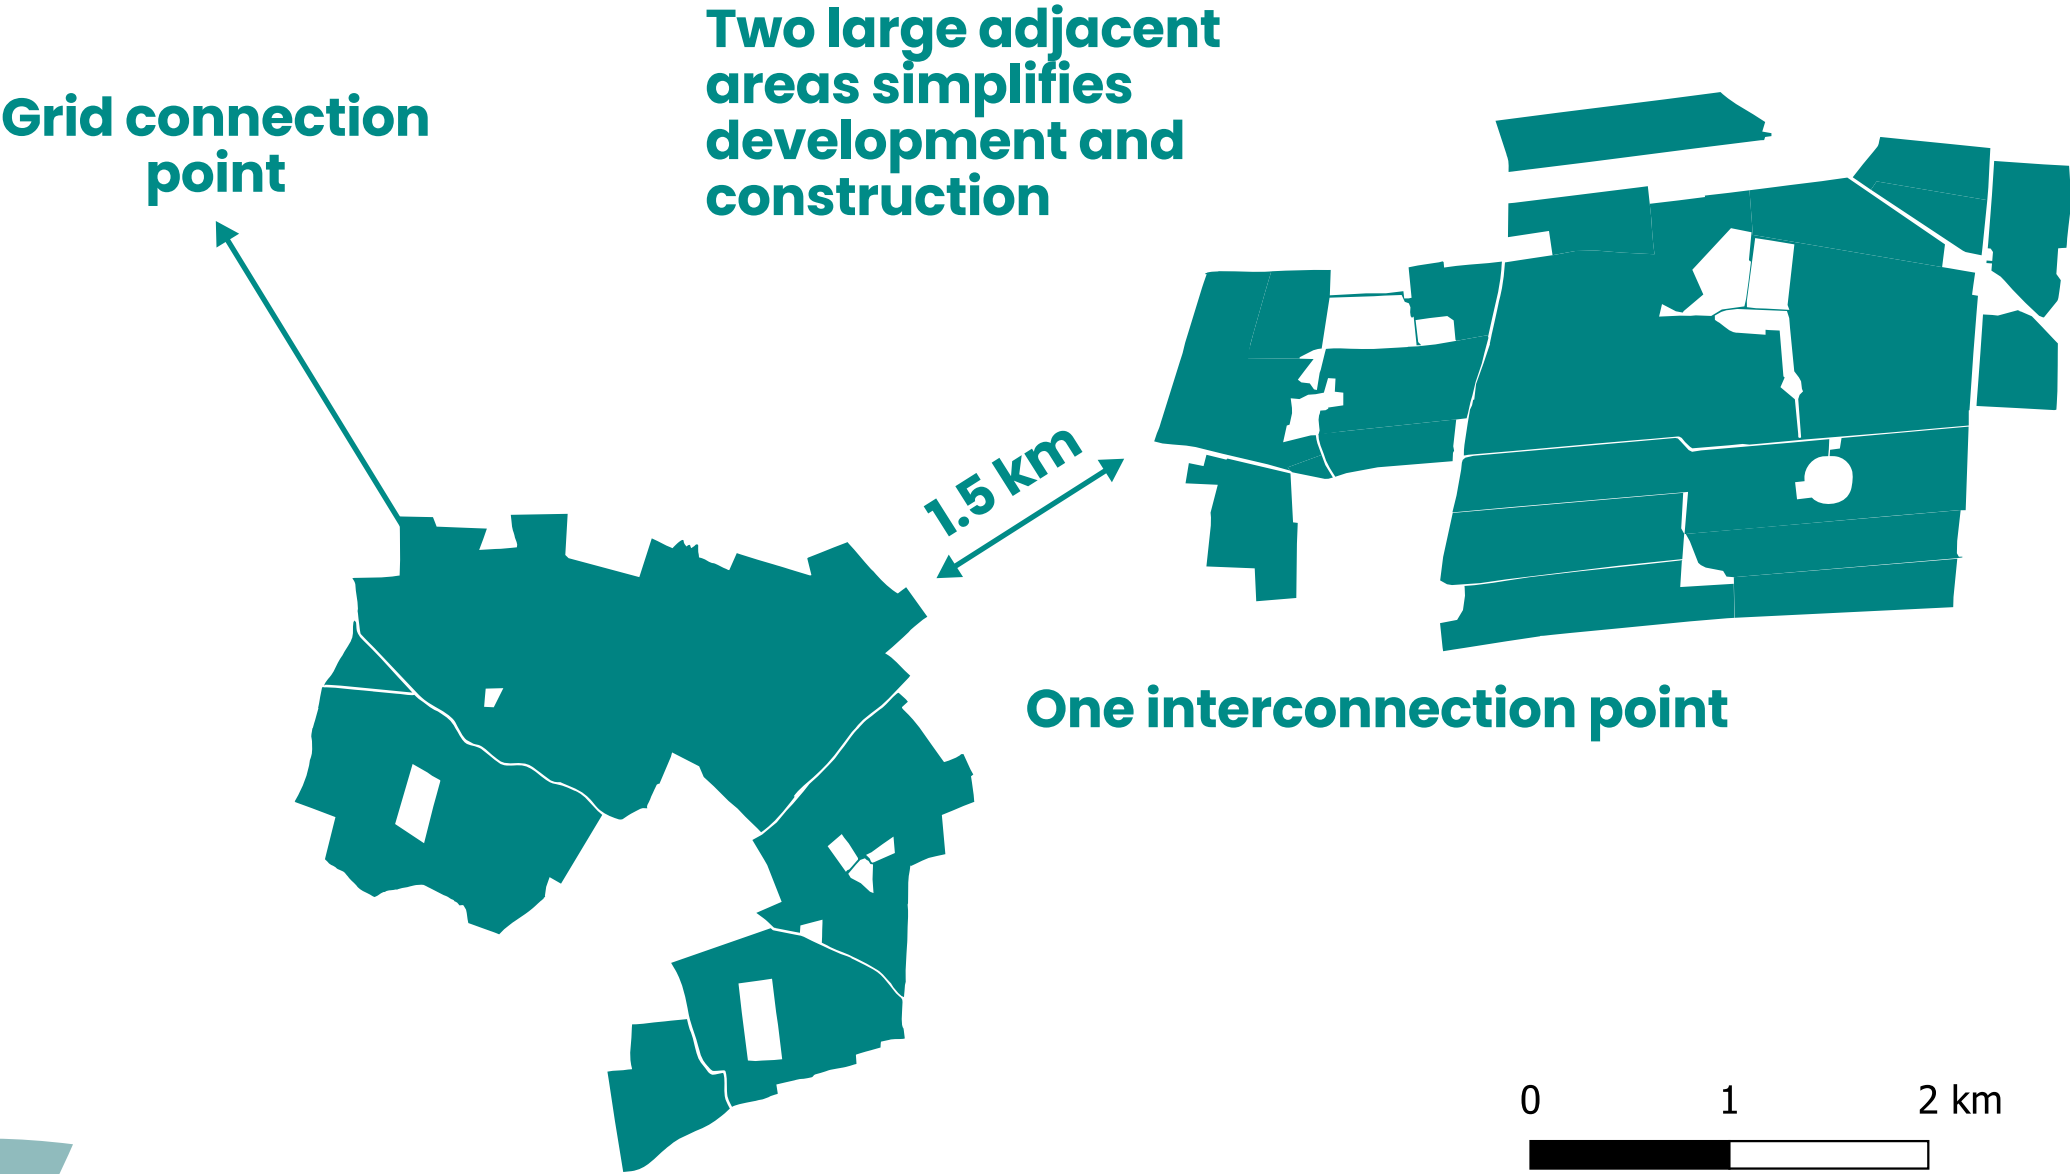 Two large adjacent
areas simplifies
development and
construction
Grid connection
point
1.5 km
One interconnection point
0 1 2 km